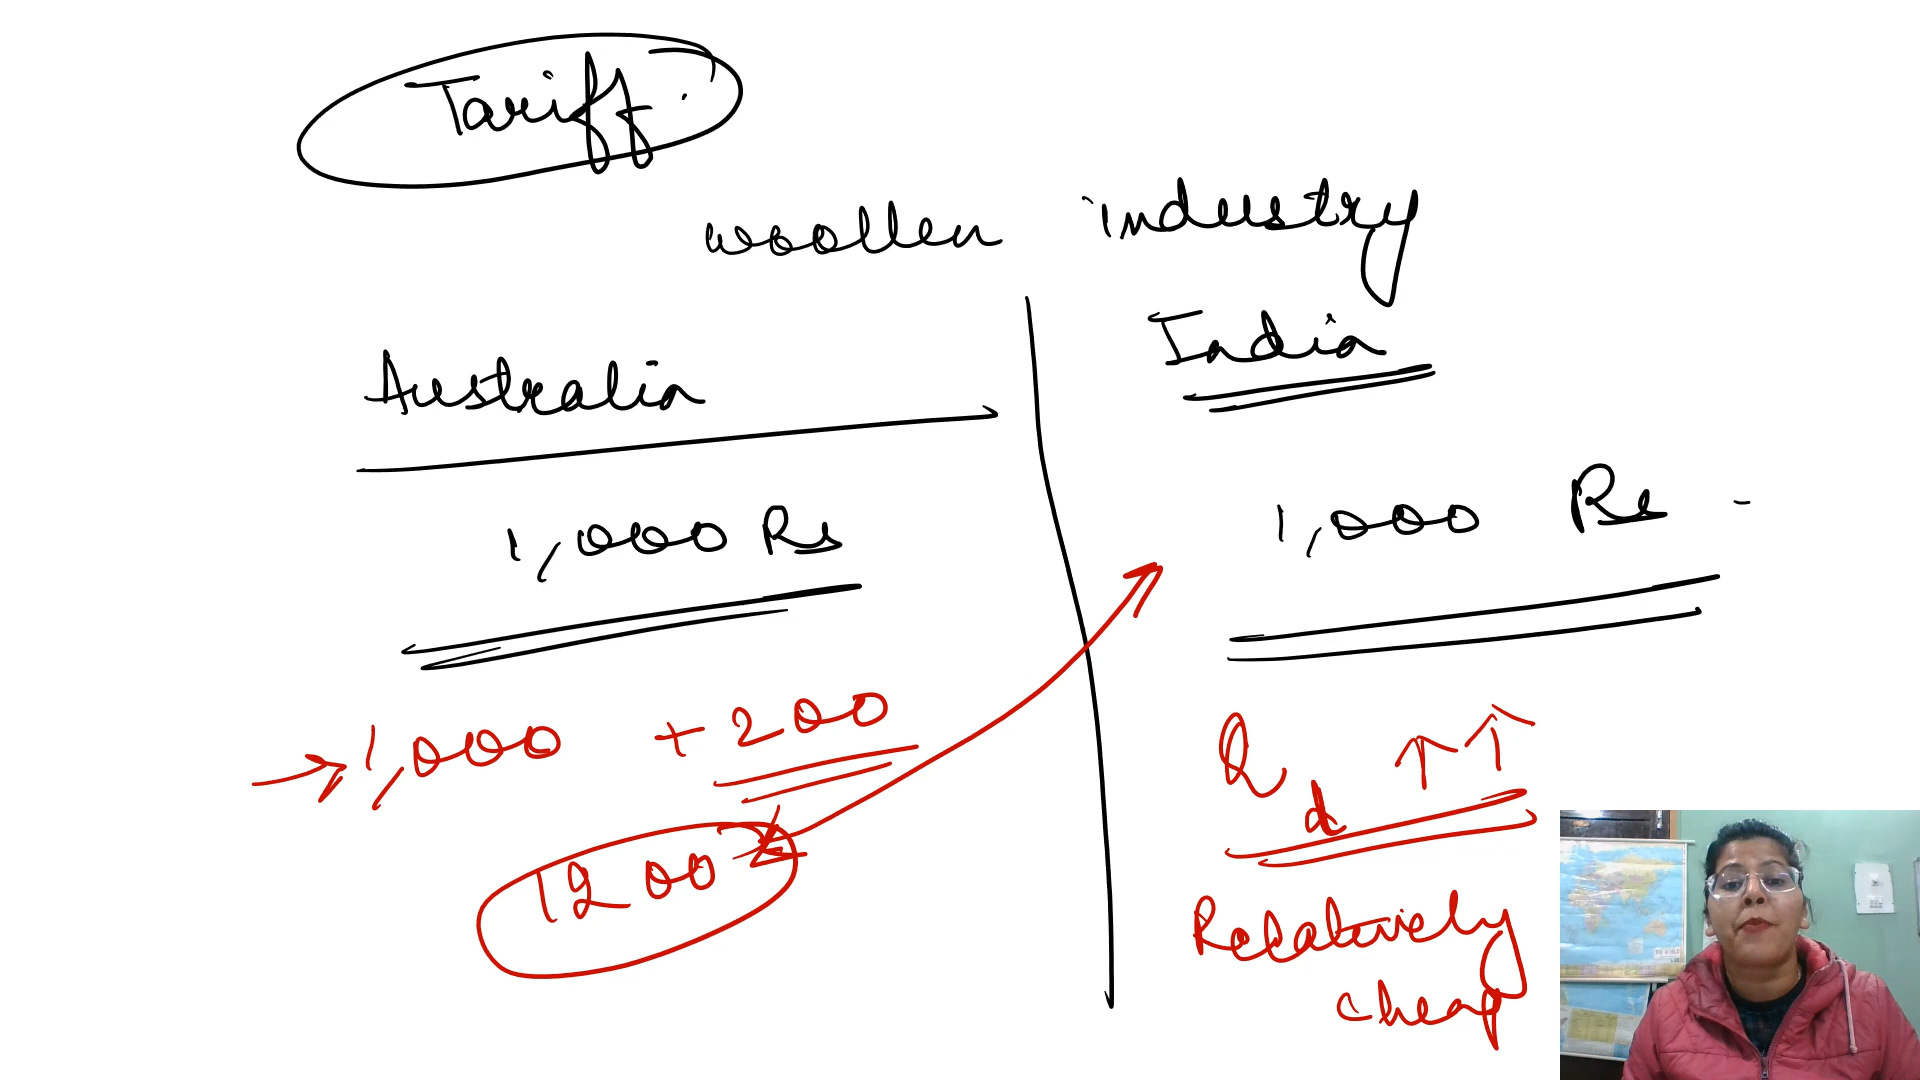 Tariff.
woollen industry
Australia
India
1,000 Rs
1,000 Rs -
→ 1,000 + 200
1200
Qd ↑↑
Relatively
cheap